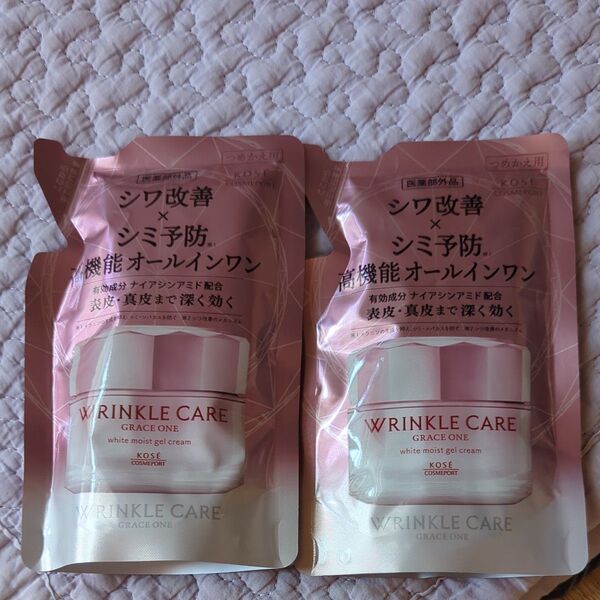 つめかえ用
医薬部外品
KOSÉ
COSMEPORT
シワ改善
×
シミ予防
高機能 オールインワン
有効成分 ナイアシンアミド配合
表皮・真皮まで 深く効く
WRINKLE CARE
GRACE ONE
white moist gel cream
KOSÉ
COSMEPORT
WRINKLE CARE
GRACE ONE
つめかえ用
医薬部外品
KOSÉ
COSMEPORT
シワ改善
×
シミ予防
高機能 オールインワン
有効成分 ナイアシンアミド配合
表皮・真皮まで 深く効く
WRINKLE CARE
GRACE ONE
white moist gel cream
KOSÉ
COSMEPORT
WRINKLE CARE
GRACE ONE